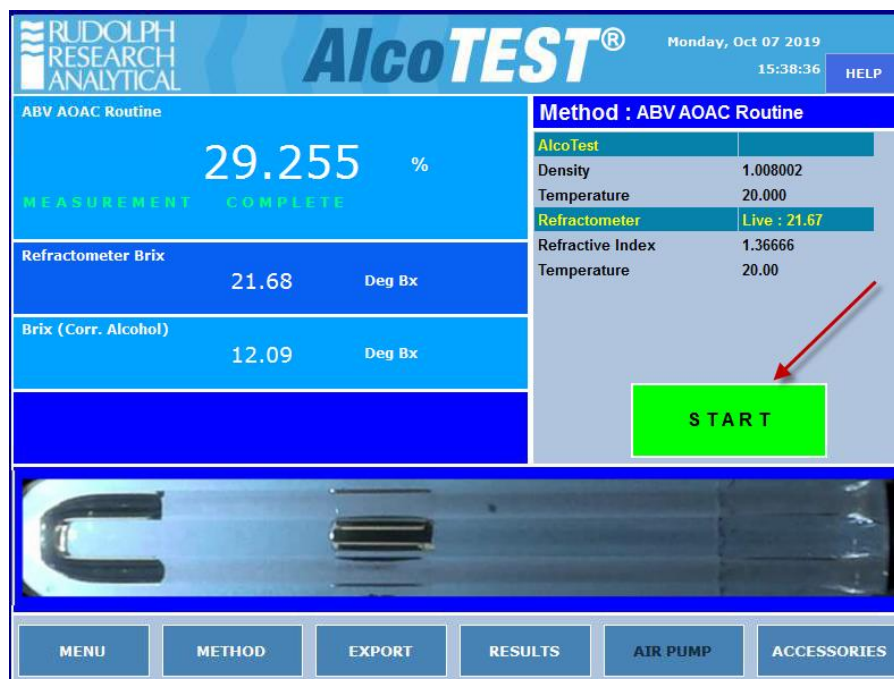 RUDOLPH
RESEARCH
ANALYTICAL
AlcoTEST®
Monday, Oct 07 2019
15:38:36
HELP
ABV AOAC Routine
29.255 %
MEASUREMENT COMPLETE
Refractometer Brix
21.68 Deg Bx
Brix (Corr. Alcohol)
12.09 Deg Bx
Method : ABV AOAC Routine
AlcoTest
Density 1.008002
Temperature 20.000
Refractometer Live : 21.67
Refractive Index 1.36666
Temperature 20.00
START
MENU METHOD EXPORT RESULTS AIR PUMP ACCESSORIES